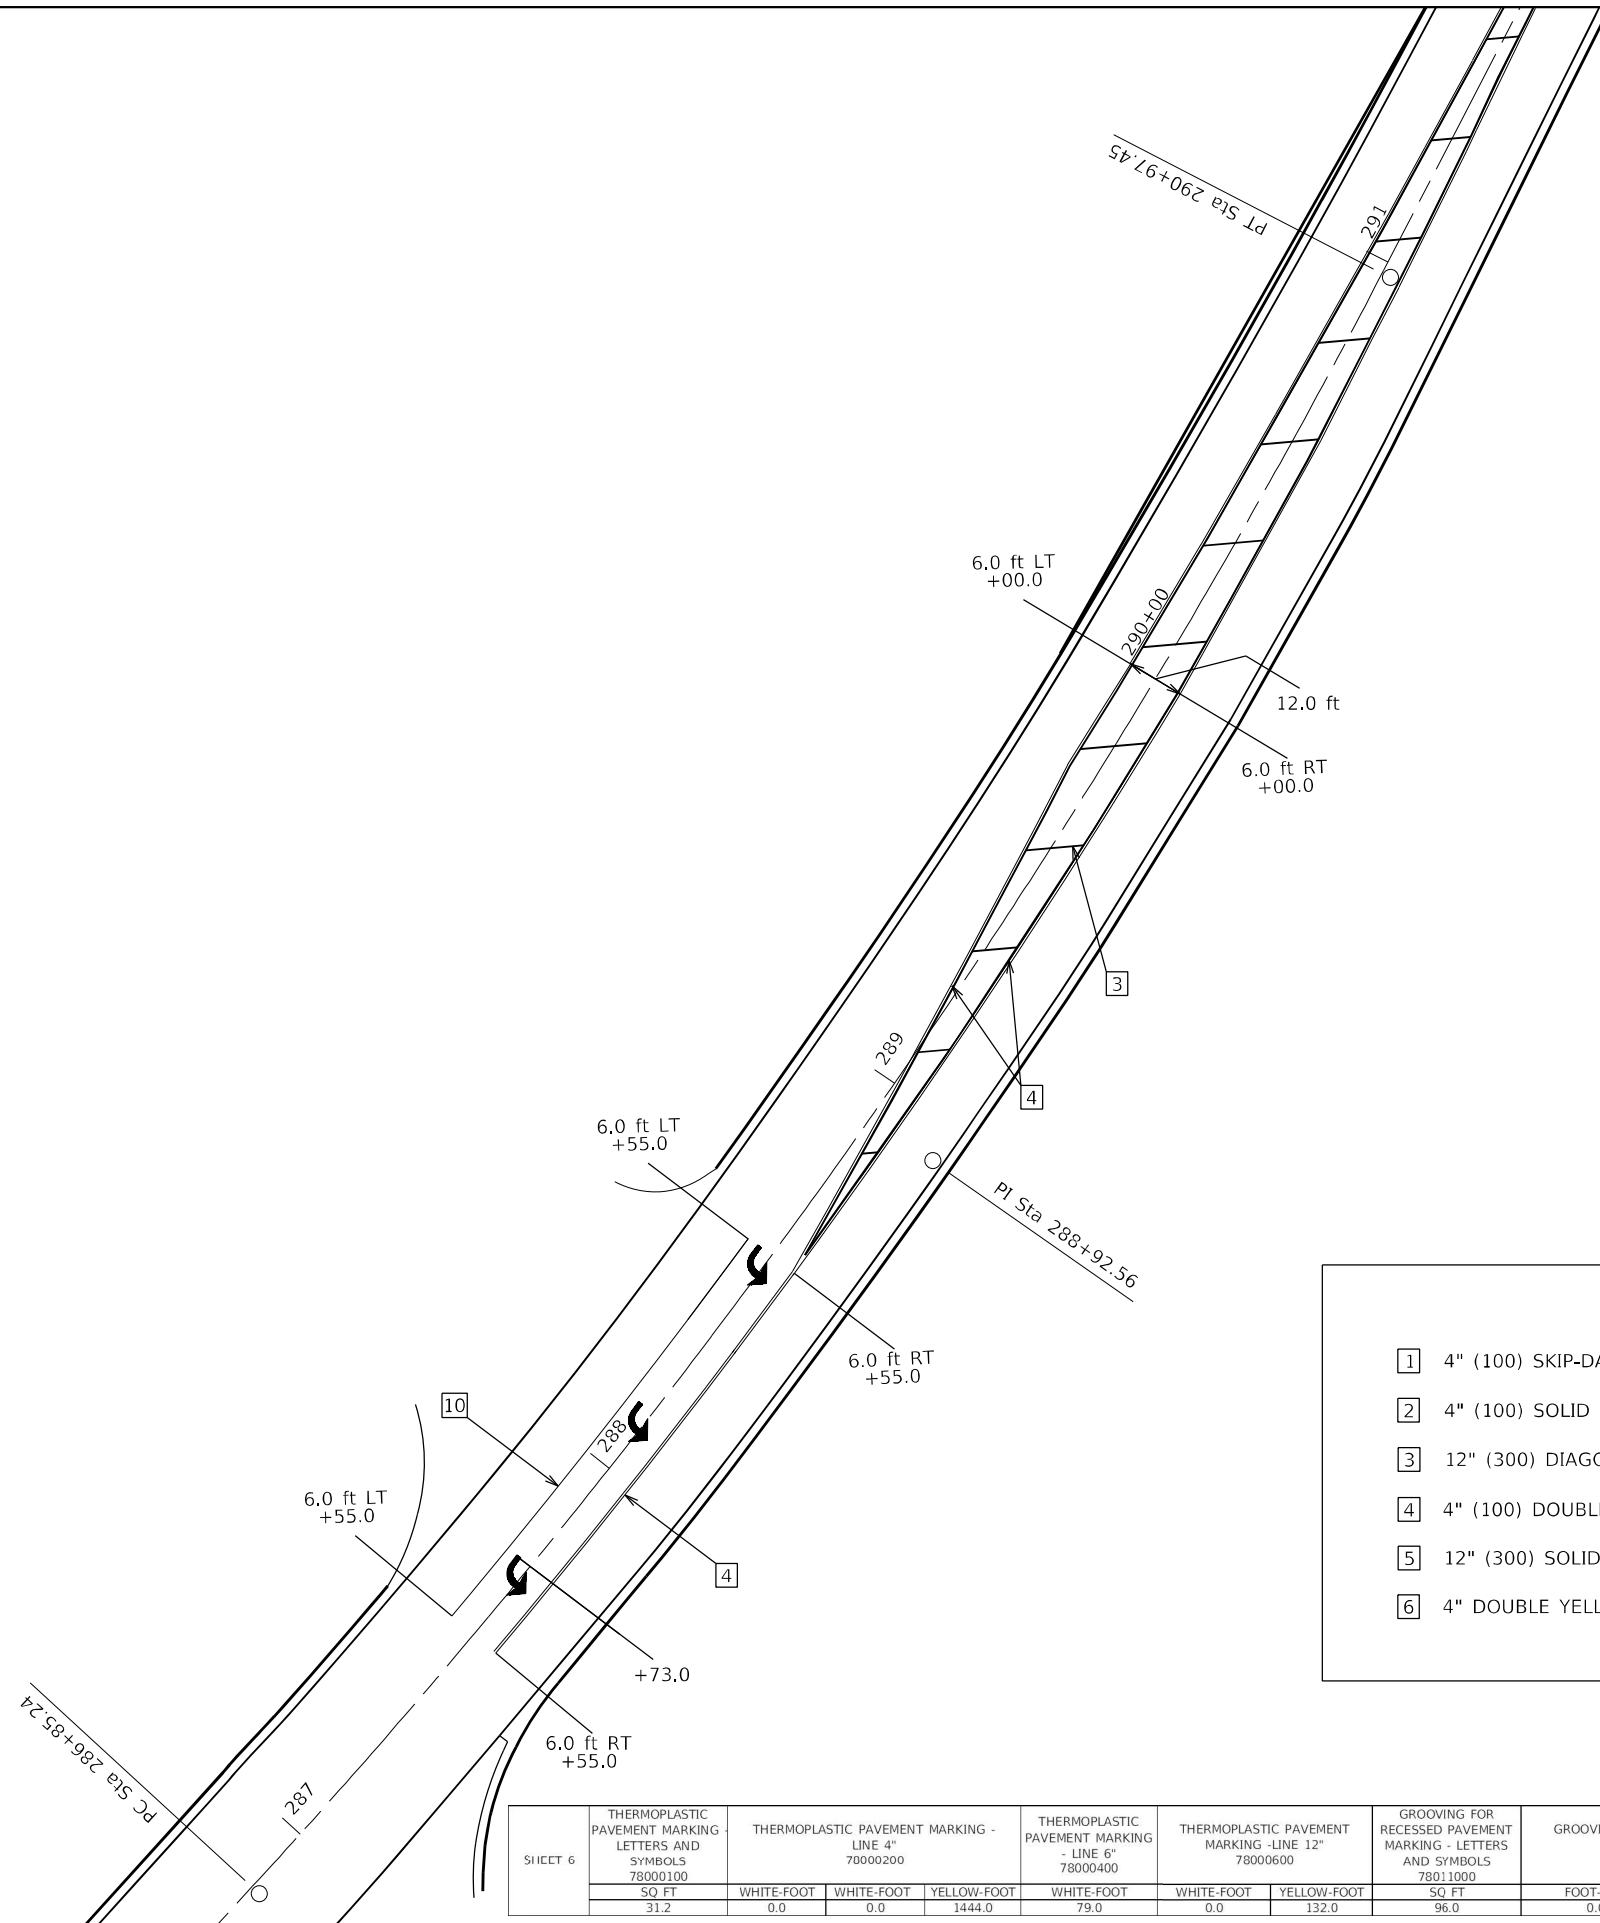 PT Sta 290+97.45
291
6.0 ft LT
+00.0
290+00
12.0 ft
6.0 ft RT
+00.0
3
289
4
6.0 ft LT
+55.0
PI Sta 288+92.56
6.0 ft RT
+55.0
10
288
6.0 ft LT
+55.0
4
+73.0
6.0 ft RT
+55.0
PC Sta 286+85.24
287
1 4" (100) SKIP-DA
2 4" (100) SOLID
3 12" (300) DIAGO
4 4" (100) DOUBL
5 12" (300) SOLID
6 4" DOUBLE YELL
SHEET 6
THERMOPLASTIC
PAVEMENT MARKING -
LETTERS AND
SYMBOLS
78000100
THERMOPLASTIC PAVEMENT MARKING -
LINE 4"
78000200
THERMOPLASTIC
PAVEMENT MARKING
- LINE 6"
78000400
THERMOPLASTIC PAVEMENT
MARKING -LINE 12"
78000600
GROOVING FOR
RECESSED PAVEMENT
MARKING - LETTERS
AND SYMBOLS
78011000
GROOVI
SQ FT WHITE-FOOT WHITE-FOOT YELLOW-FOOT WHITE-FOOT WHITE-FOOT YELLOW-FOOT SQ FT FOOT-
31.2 0.0 0.0 1444.0 79.0 0.0 132.0 96.0 0.0